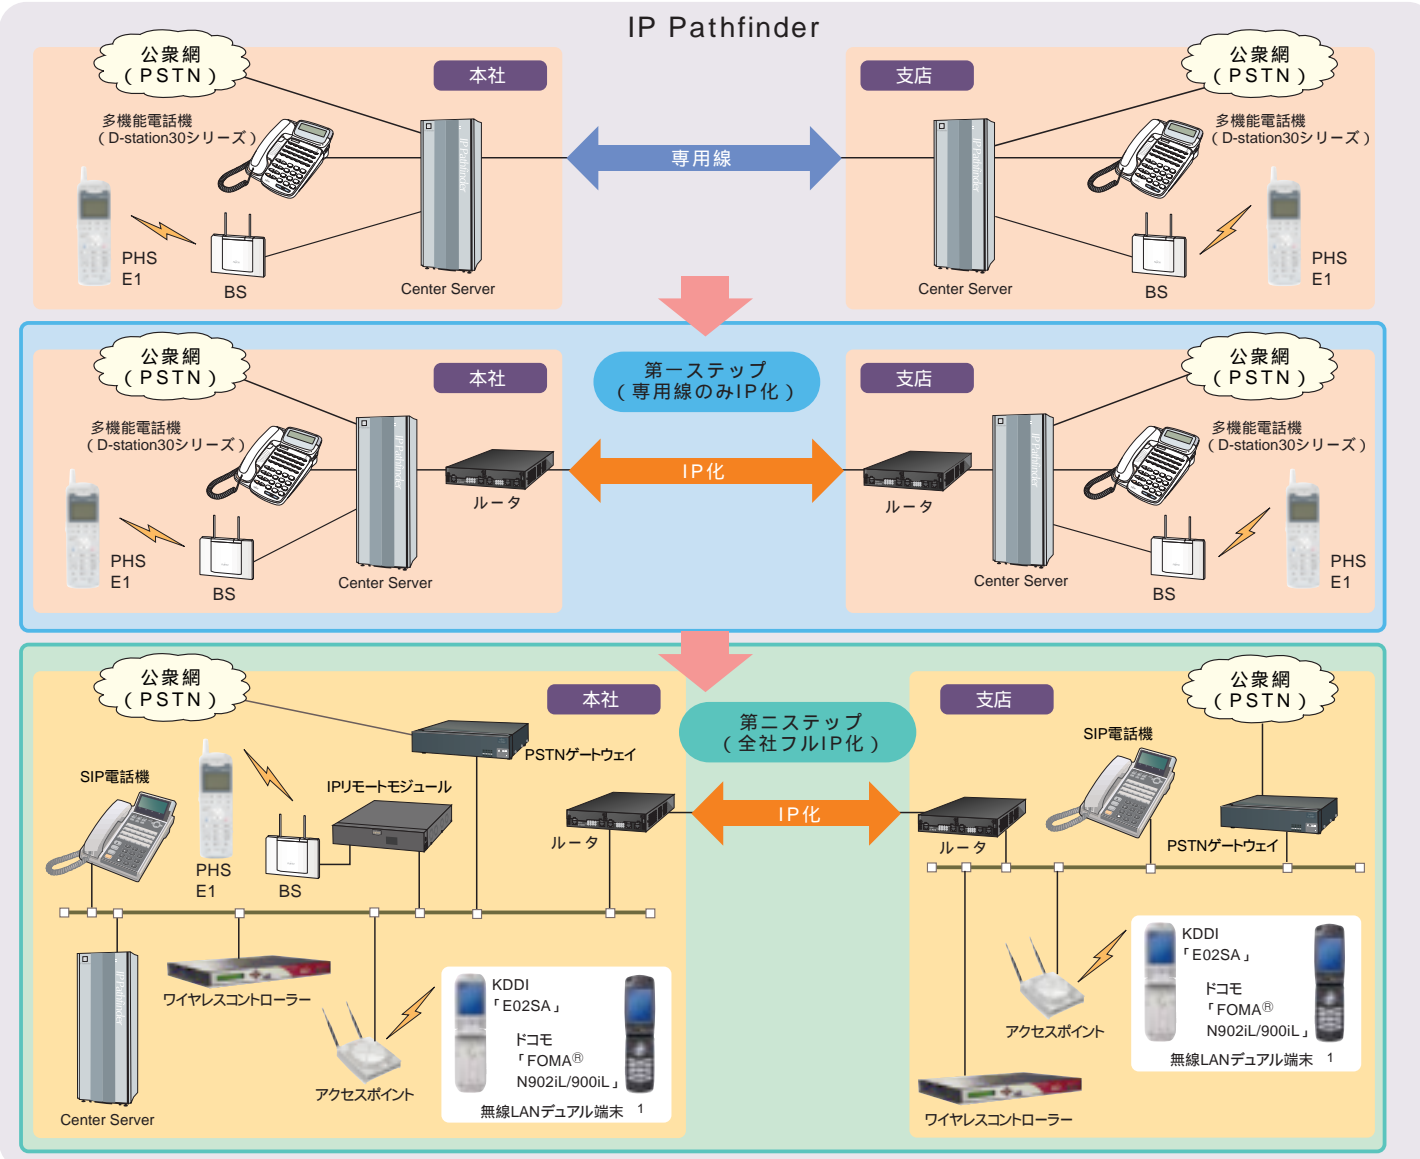 IP Pathfinder
公衆網
(PSTN)
本社
多機能電話機
(D-station30シリーズ)
IP Pathfinder
PHS
E1
BS
Center Server
専用線
支店
公衆網
(PSTN)
多機能電話機
(D-station30シリーズ)
IP Pathfinder
PHS
E1
BS
Center Server
第一ステップ
(専用線のみIP化)
公衆網
(PSTN)
本社
多機能電話機
(D-station30シリーズ)
IP Pathfinder
ルータ
PHS
E1
BS
Center Server
IP化
支店
公衆網
(PSTN)
多機能電話機
(D-station30シリーズ)
IP Pathfinder
ルータ
PHS
E1
BS
Center Server
第二ステップ
(全社フルIP化)
公衆網
(PSTN)
本社
PSTNゲートウェイ
SIP電話機
IPリモートモジュール
PHS
E1
BS
ルータ
IP Pathfinder
Center Server
ワイヤレスコントローラー
アクセスポイント
KDDI
「E02SA」
ドコモ
「FOMA®
N902iL/900iL」
無線LANデュアル端末 1
IP化
支店
公衆網
(PSTN)
SIP電話機
ルータ
PSTNゲートウェイ
アクセスポイント
KDDI
「E02SA」
ドコモ
「FOMA®
N902iL/900iL」
無線LANデュアル端末 1
ワイヤレスコントローラー